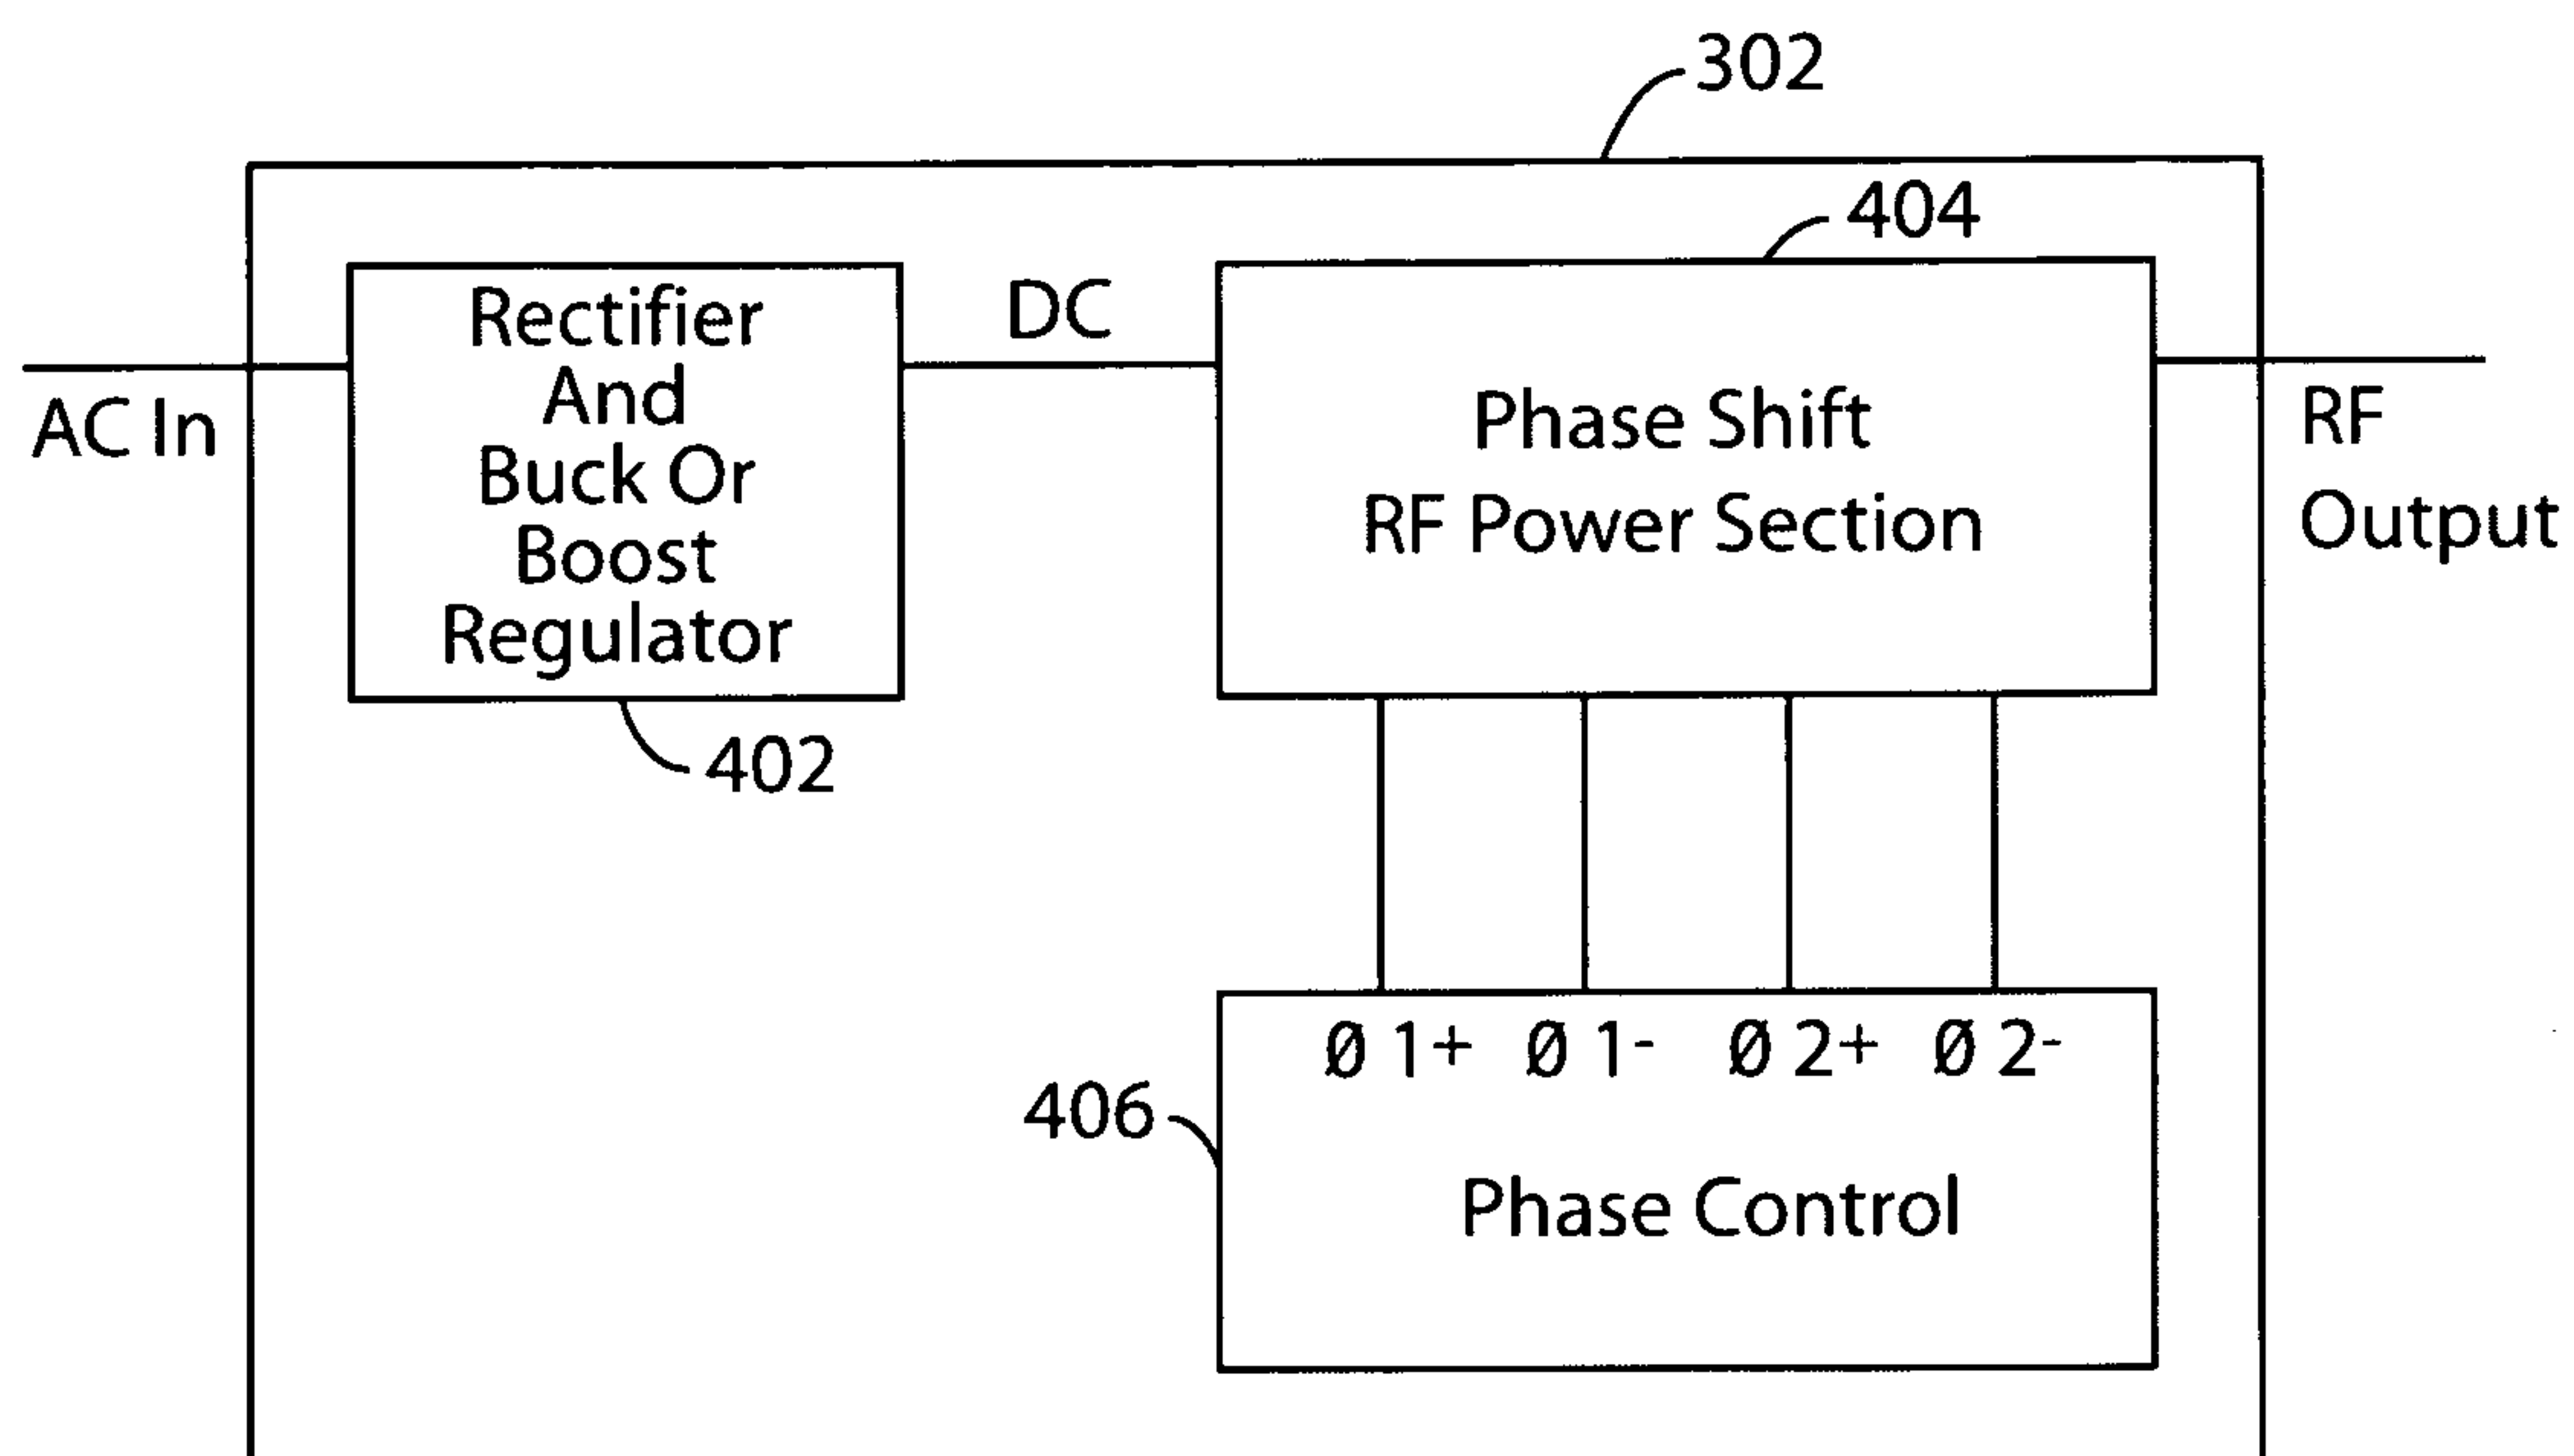 302
404
Rectifier
And
Buck Or
Boost
Regulator
DC
Phase Shift
RF Power Section
AC In
RF
Output
402
Ø 1+ Ø 1- Ø 2+ Ø 2-
406
Phase Control